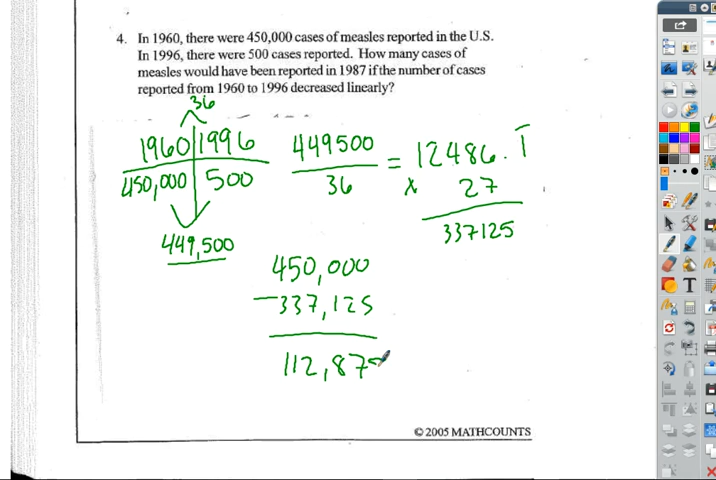 4. In 1960, there were 450,000 cases of measles reported in the U.S.
In 1996, there were 500 cases reported. How many cases of
measles would have been reported in 1987 if the number of cases
reported from 1960 to 1996 decreased linearly?
36
1960 1996
450,000 500
449,500
449500
36
= 12486.1
x 27
337125
450,000
-337,125
112,87
© 2005 MATHCOUNTS
T